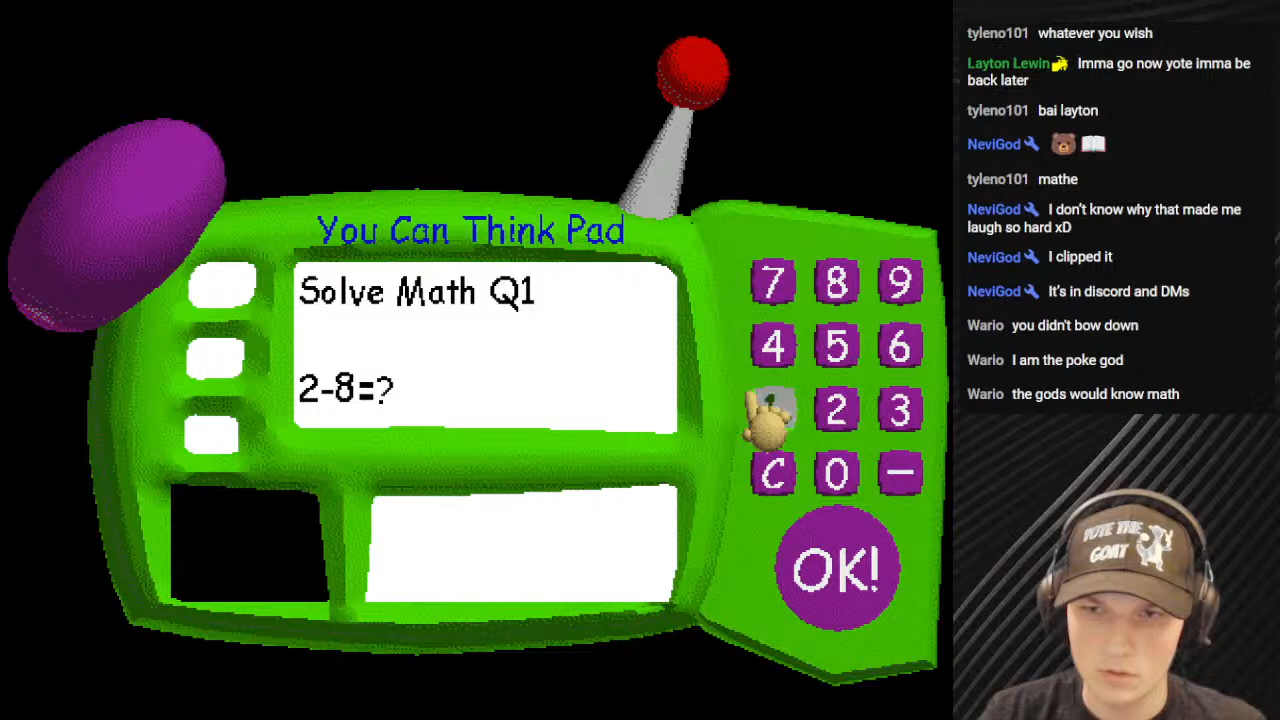 You Can Think Pad
Solve Math Q1
2-8=?
7 8 9
4 5 6
2 3
C 0 −
OK!
tyleno101 whatever you wish
Layton Lewin Imma go now yote imma be
back later
tyleno101 bai layton
NeviGod 🐻 📖
tyleno101 mathe
NeviGod I don't know why that made me
laugh so hard xD
NeviGod I clipped it
NeviGod It's in discord and DMs
Wario you didn't bow down
Wario I am the poke god
Wario the gods would know math
VOTE THE
GOAT